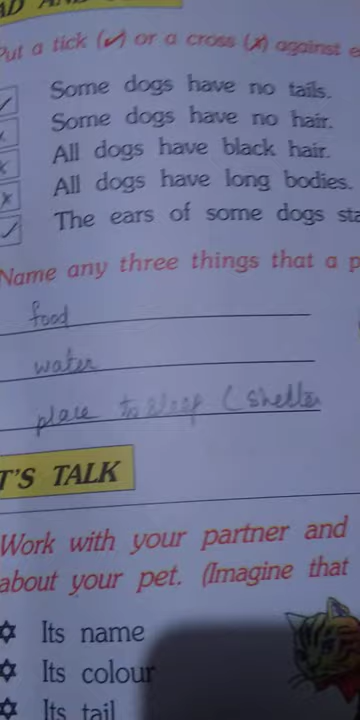 AD AND
Put a tick (✓) or a cross (✗) against e
✓ Some dogs have no tails.
Some dogs have no hair.
✗ All dogs have black hair.
✗ All dogs have long bodies.
✓ The ears of some dogs sta
Name any three things that a p
food
water
place to sleep (shelter
T'S TALK
Work with your partner and
about your pet. (Imagine that
Its name
Its colour
Its tail